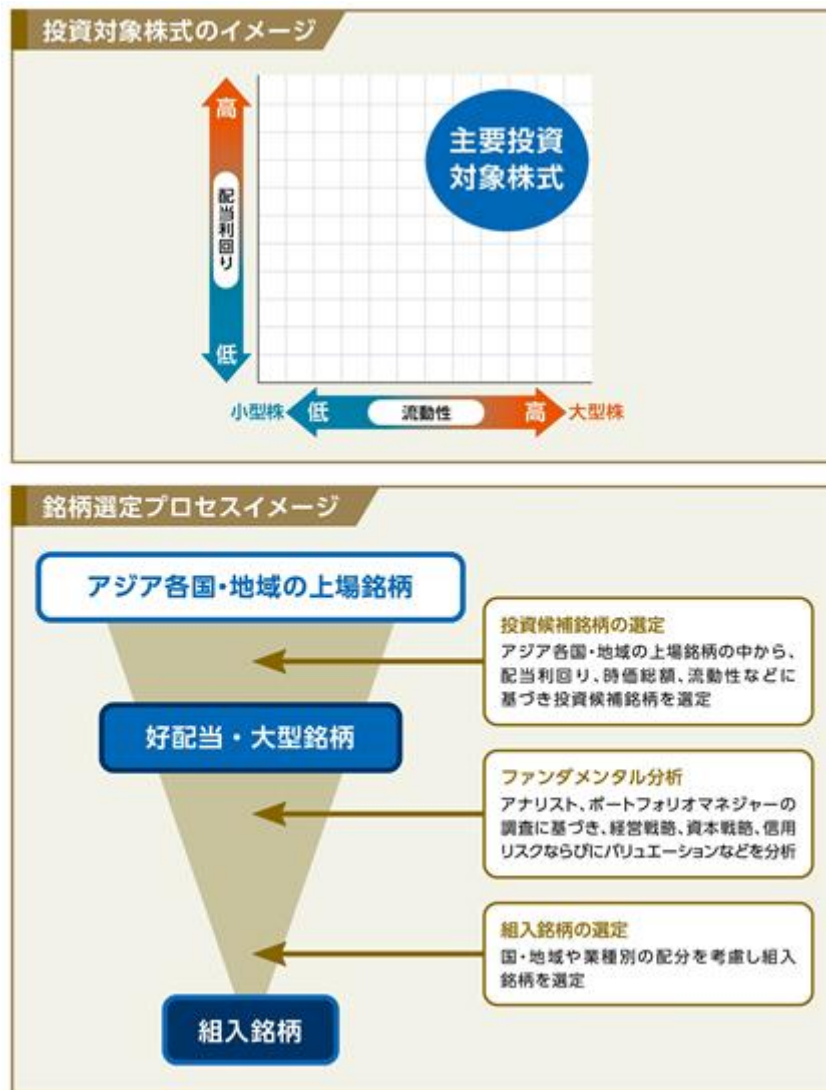 投資対象株式のイメージ
高
配当利回り
低
主要投資
対象株式
小型株
低
流動性
高
大型株
銘柄選定プロセスイメージ
アジア各国・地域の上場銘柄
投資候補銘柄の選定
アジア各国・地域の上場銘柄の中から、
配当利回り、時価総額、流動性などに
基づき投資候補銘柄を選定
好配当・大型銘柄
ファンダメンタル分析
アナリスト、ポートフォリオマネジャーの
調査に基づき、経営戦略、資本戦略、信用
リスクならびにバリュエーションなどを分析
組入銘柄の選定
国・地域や業種別の配分を考慮し組入
銘柄を選定
組入銘柄